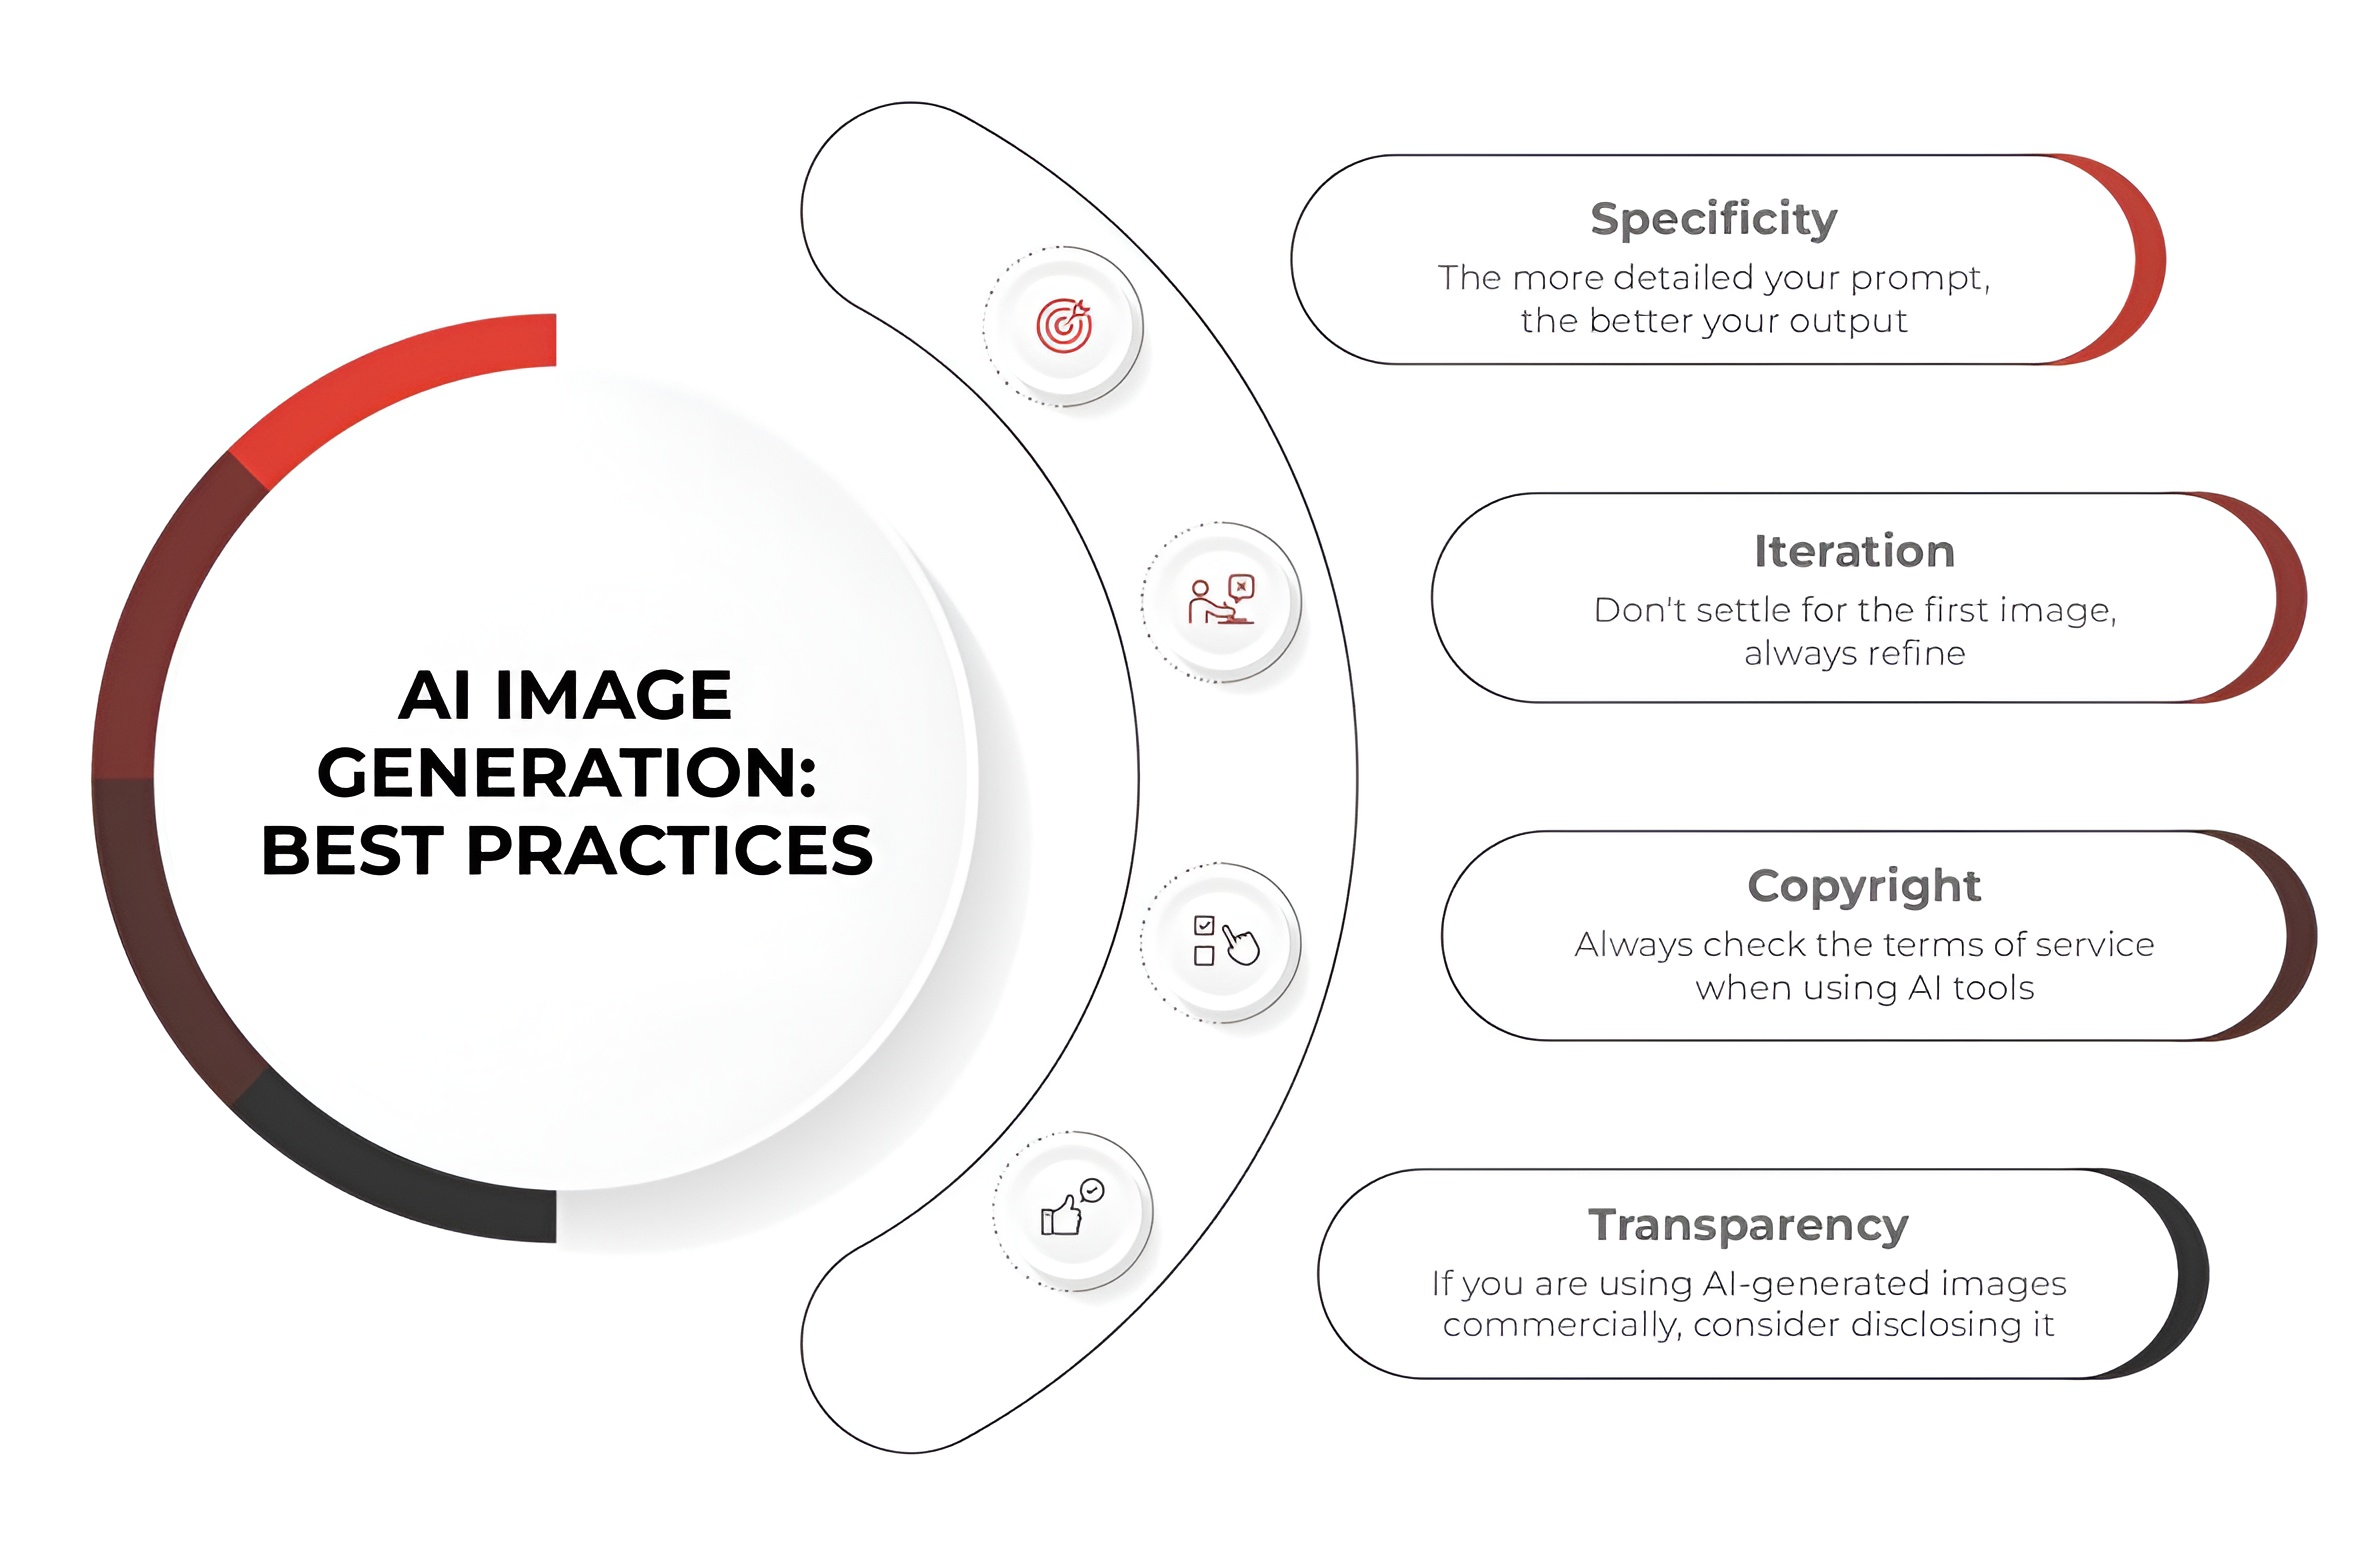 AI IMAGE
GENERATION:
BEST PRACTICES
Specificity
The more detailed your prompt,
the better your output
Iteration
Don't settle for the first image,
always refine
Copyright
Always check the terms of service
when using AI tools
Transparency
If you are using AI-generated images
commercially, consider disclosing it